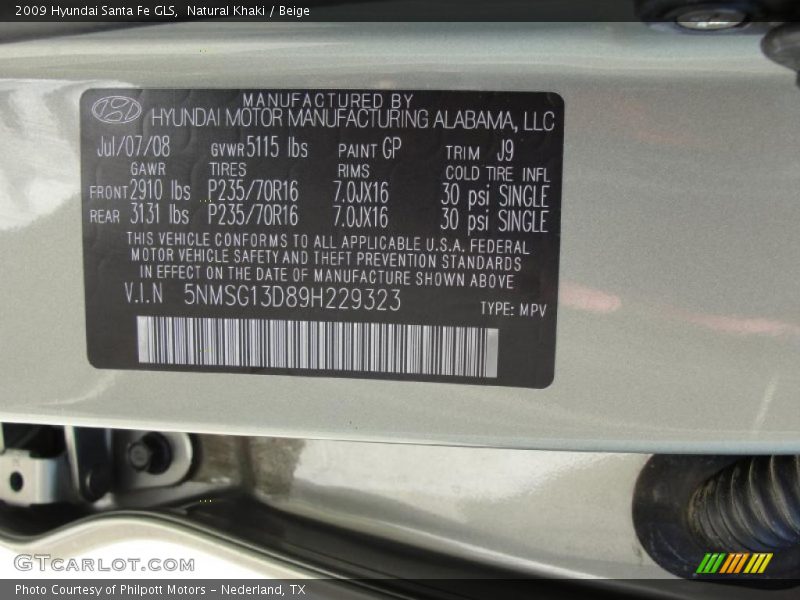 2009 Hyundai Santa Fe GLS,  Natural Khaki / Beige
MANUFACTURED BY
HYUNDAI MOTOR MANUFACTURING ALABAMA, LLC
Jul/07/08 GVWR 5115 lbs PAINT GP TRIM J9
GAWR TIRES RIMS COLD TIRE INFL
FRONT 2910 lbs P235/70R16 7.0JX16 30 psi SINGLE
REAR 3131 lbs P235/70R16 7.0JX16 30 psi SINGLE
THIS VEHICLE CONFORMS TO ALL APPLICABLE U.S.A. FEDERAL
MOTOR VEHICLE SAFETY AND THEFT PREVENTION STANDARDS
IN EFFECT ON THE DATE OF MANUFACTURE SHOWN ABOVE
V.I.N 5NMSG13D89H229323 TYPE: MPV
GTCARLOT.COM
Photo Courtesy of Philpott Motors - Nederland, TX